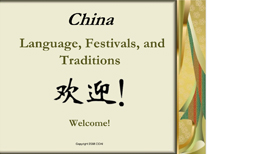 China
Language, Festivals, and
Traditions
欢迎!
Welcome!